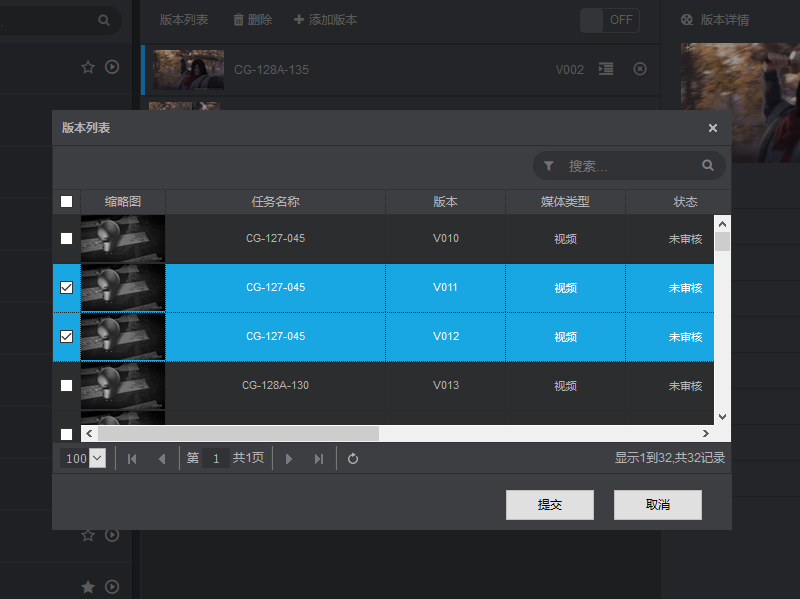 版本列表 删除 添加版本 OFF 版本详情
CG-128A-135 V002
版本列表
搜索...
缩略图 任务名称 版本 媒体类型 状态
CG-127-045 V010 视频 未审核
CG-127-045 V011 视频 未审核
CG-127-045 V012 视频 未审核
CG-128A-130 V013 视频 未审核
100 第 1 共1页 显示1到32,共32记录
提交 取消